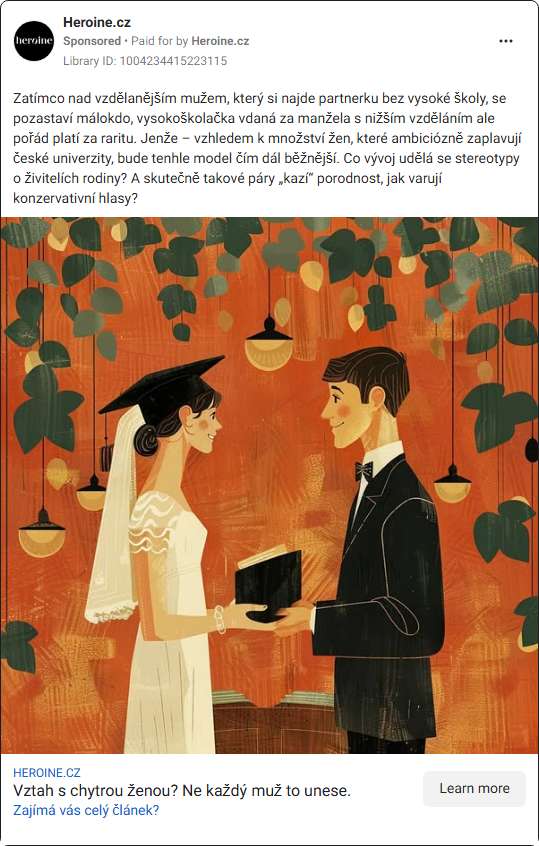 heroine
Heroine.cz
Sponsored • Paid for by Heroine.cz
Library ID: 1004234415223115
Zatímco nad vzdělanějším mužem, který si najde partnerku bez vysoké školy, se
pozastaví málokdo, vysokoškolačka vdaná za manžela s nižším vzděláním ale
pořád platí za raritu. Jenže – vzhledem k množství žen, které ambiciózně zaplavují
české univerzity, bude tenhle model čím dál běžnější. Co vývoj udělá se stereotypy
o živitelích rodiny? A skutečně takové páry „kazí“ porodnost, jak varují
konzervativní hlasy?
HEROINE.CZ
Vztah s chytrou ženou? Ne každý muž to unese.
Zajímá vás celý článek?
Learn more